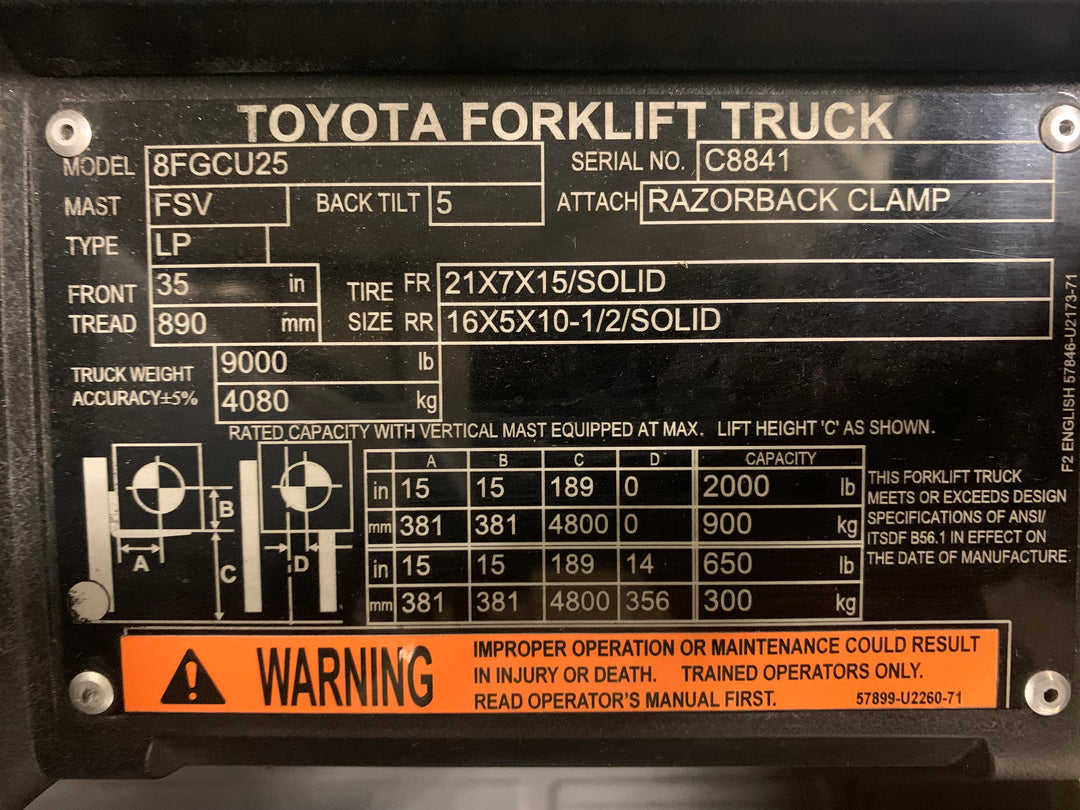 TOYOTA FORKLIFT TRUCK
MODEL 8FGCU25 SERIAL NO. C8841
MAST FSV BACK TILT 5 ATTACH RAZORBACK CLAMP
TYPE LP
FRONT TREAD 35 in TIRE SIZE FR 21X7X15/SOLID
890 mm RR 16X5X10-1/2/SOLID
TRUCK WEIGHT 9000 lb
ACCURACY±5% 4080 kg
RATED CAPACITY WITH VERTICAL MAST EQUIPPED AT MAX. LIFT HEIGHT 'C' AS SHOWN.
A B C D CAPACITY
in 15 15 189 0 2000 lb
mm 381 381 4800 0 900 kg
in 15 15 189 14 650 lb
mm 381 381 4800 356 300 kg
B
A
C
D
THIS FORKLIFT TRUCK
MEETS OR EXCEEDS DESIGN
SPECIFICATIONS OF ANSI/
ITSDF B56.1 IN EFFECT ON
THE DATE OF MANUFACTURE.
F2 ENGLISH 57846-U2173-71
WARNING
IMPROPER OPERATION OR MAINTENANCE COULD RESULT
IN INJURY OR DEATH. TRAINED OPERATORS ONLY.
READ OPERATOR'S MANUAL FIRST. 57899-U2260-71